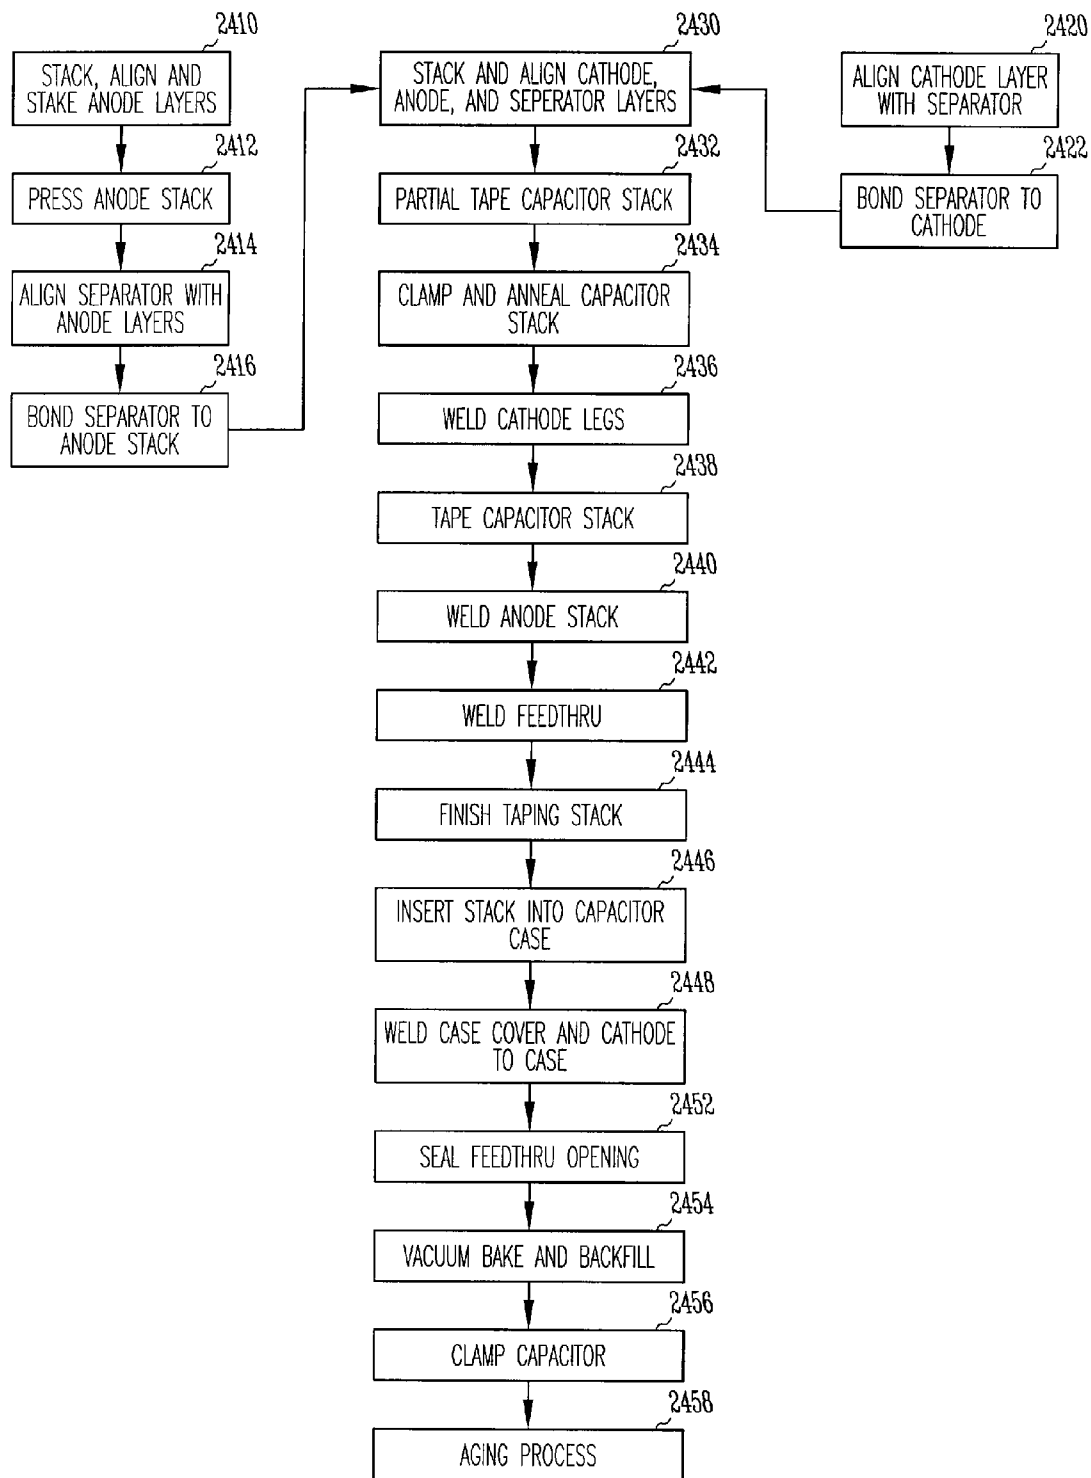 2410
STACK, ALIGN AND
STAKE ANODE LAYERS
2412
PRESS ANODE STACK
2414
ALIGN SEPARATOR WITH
ANODE LAYERS
2416
BOND SEPARATOR TO
ANODE STACK
2420
ALIGN CATHODE LAYER
WITH SEPARATOR
2422
BOND SEPARATOR TO
CATHODE
2430
STACK AND ALIGN CATHODE,
ANODE, AND SEPERATOR LAYERS
2432
PARTIAL TAPE CAPACITOR STACK
2434
CLAMP AND ANNEAL CAPACITOR
STACK
2436
WELD CATHODE LEGS
2438
TAPE CAPACITOR STACK
2440
WELD ANODE STACK
2442
WELD FEEDTHRU
2444
FINISH TAPING STACK
2446
INSERT STACK INTO CAPACITOR
CASE
2448
WELD CASE COVER AND CATHODE
TO CASE
2452
SEAL FEEDTHRU OPENING
2454
VACUUM BAKE AND BACKFILL
2456
CLAMP CAPACITOR
2458
AGING PROCESS